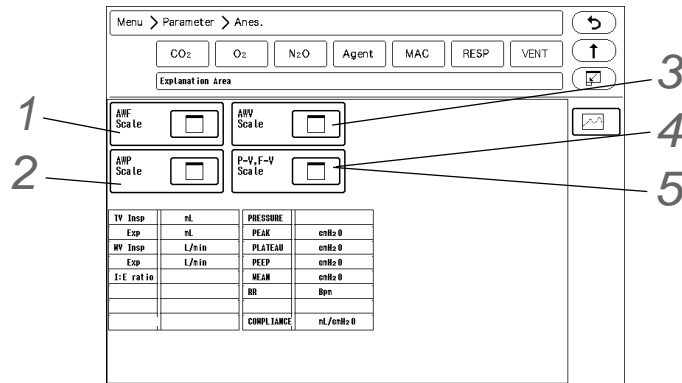 Menu > Parameter > Anes.
CO₂ O₂ N₂O Agent MAC RESP VENT
Explanation Area
1
AWF Scale
AWV Scale
3
2
AWP Scale
P-V,F-V Scale
4
5
TV Insp mL PRESSURE
Exp mL PEAK cmH₂O
MV Insp L/min PLATEAU cmH₂O
Exp L/min PEEP cmH₂O
I:E ratio MEAN cmH₂O
RR Bpm
COMPLIANCE mL/cmH₂O